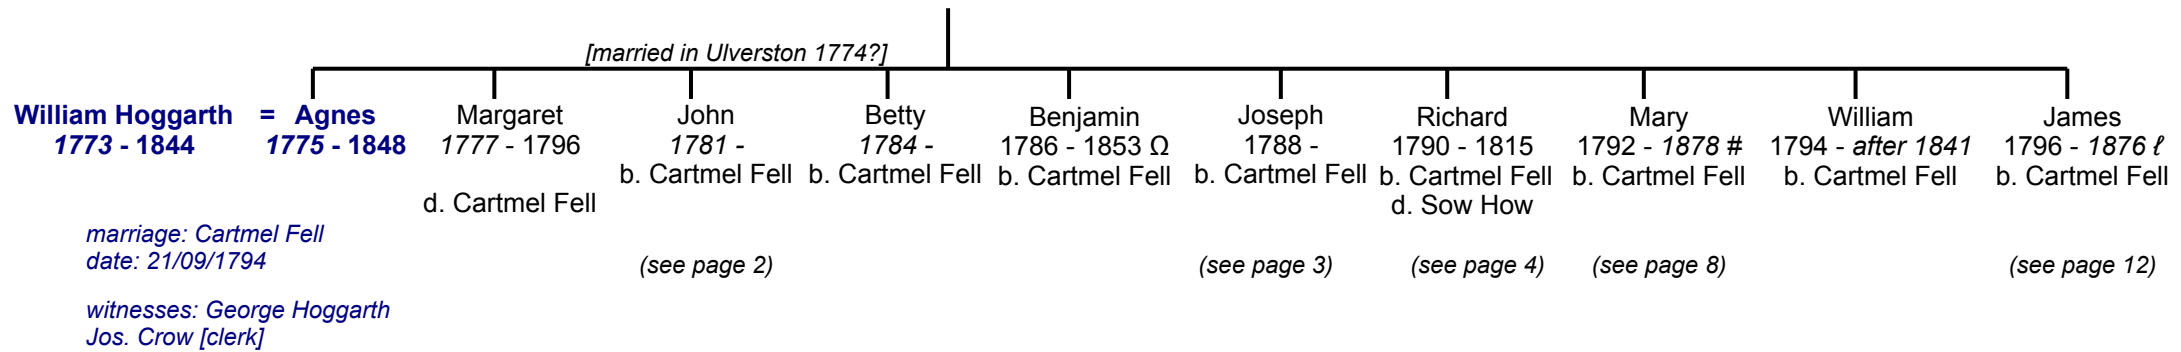 [married in Ulverston 1774?]
William Hoggarth = Agnes Margaret John Betty Benjamin Joseph Richard Mary William James
1773 - 1844 1775 - 1848 1777 - 1796 1781 - 1784 - 1786 - 1853 Ω 1788 - 1790 - 1815 1792 - 1878 # 1794 - after 1841 1796 - 1876 ℓ
b. Cartmel Fell b. Cartmel Fell b. Cartmel Fell b. Cartmel Fell b. Cartmel Fell b. Cartmel Fell b. Cartmel Fell b. Cartmel Fell
d. Cartmel Fell d. Sow How
marriage: Cartmel Fell
date: 21/09/1794 (see page 2) (see page 3) (see page 4) (see page 8) (see page 12)
witnesses: George Hoggarth
Jos. Crow [clerk]